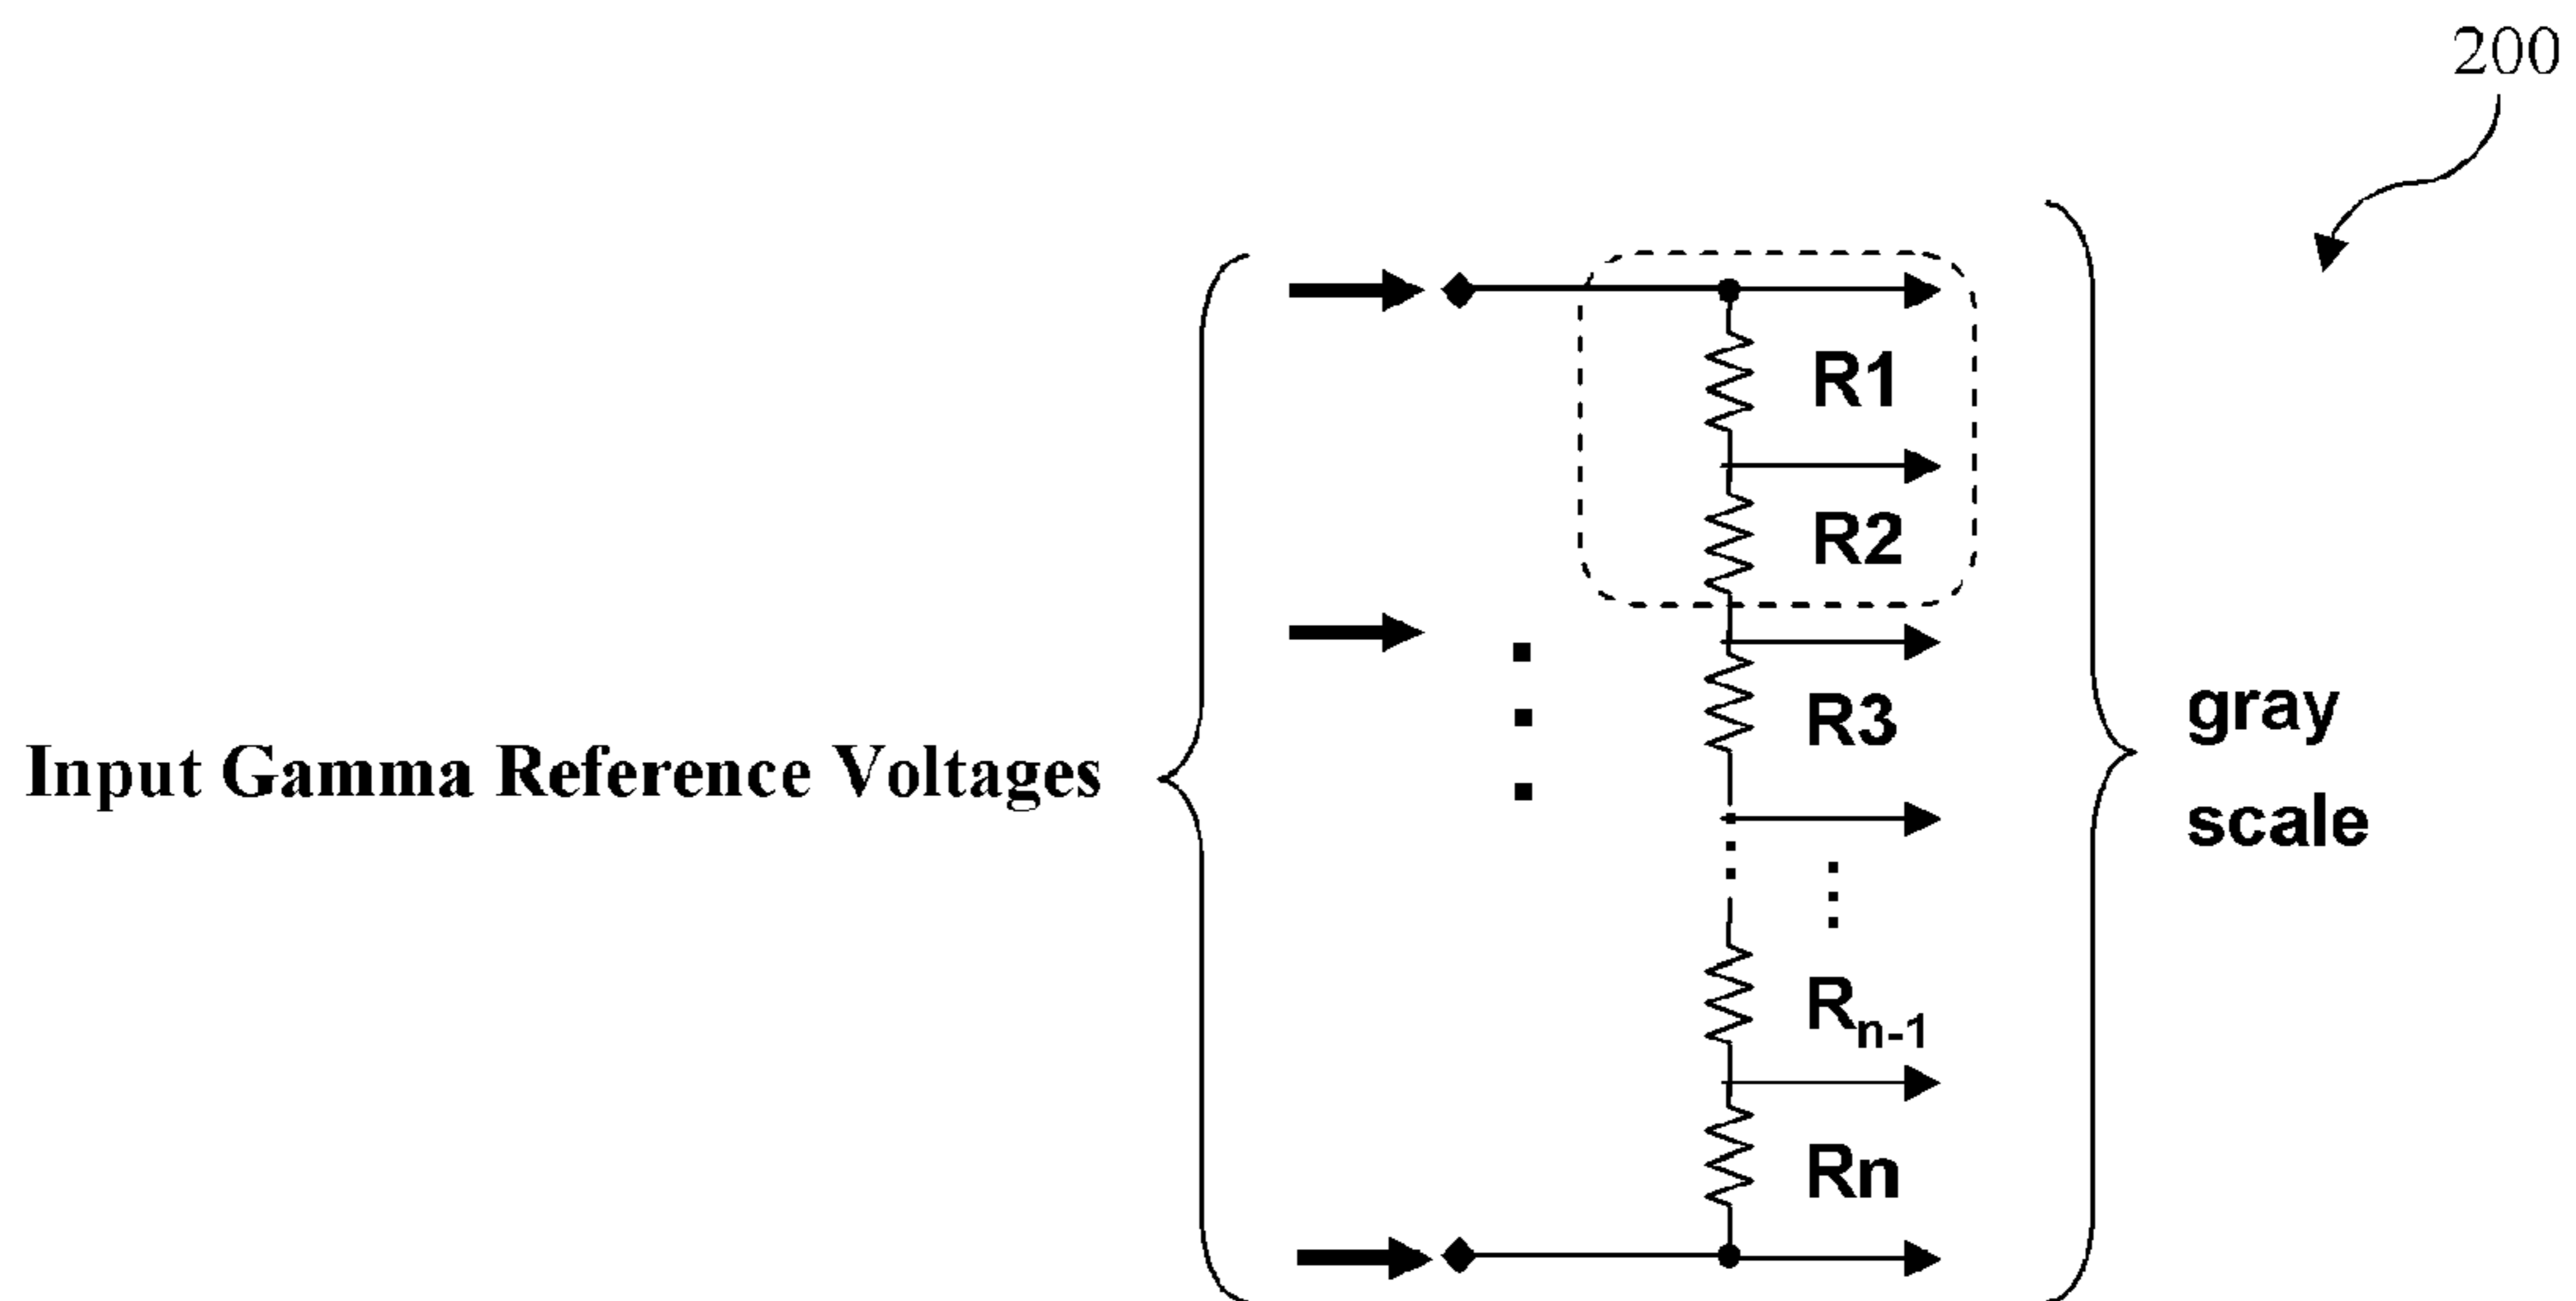 200
R1
R2
Input Gamma Reference Voltages
R3
gray
scale
Rn-1
Rn